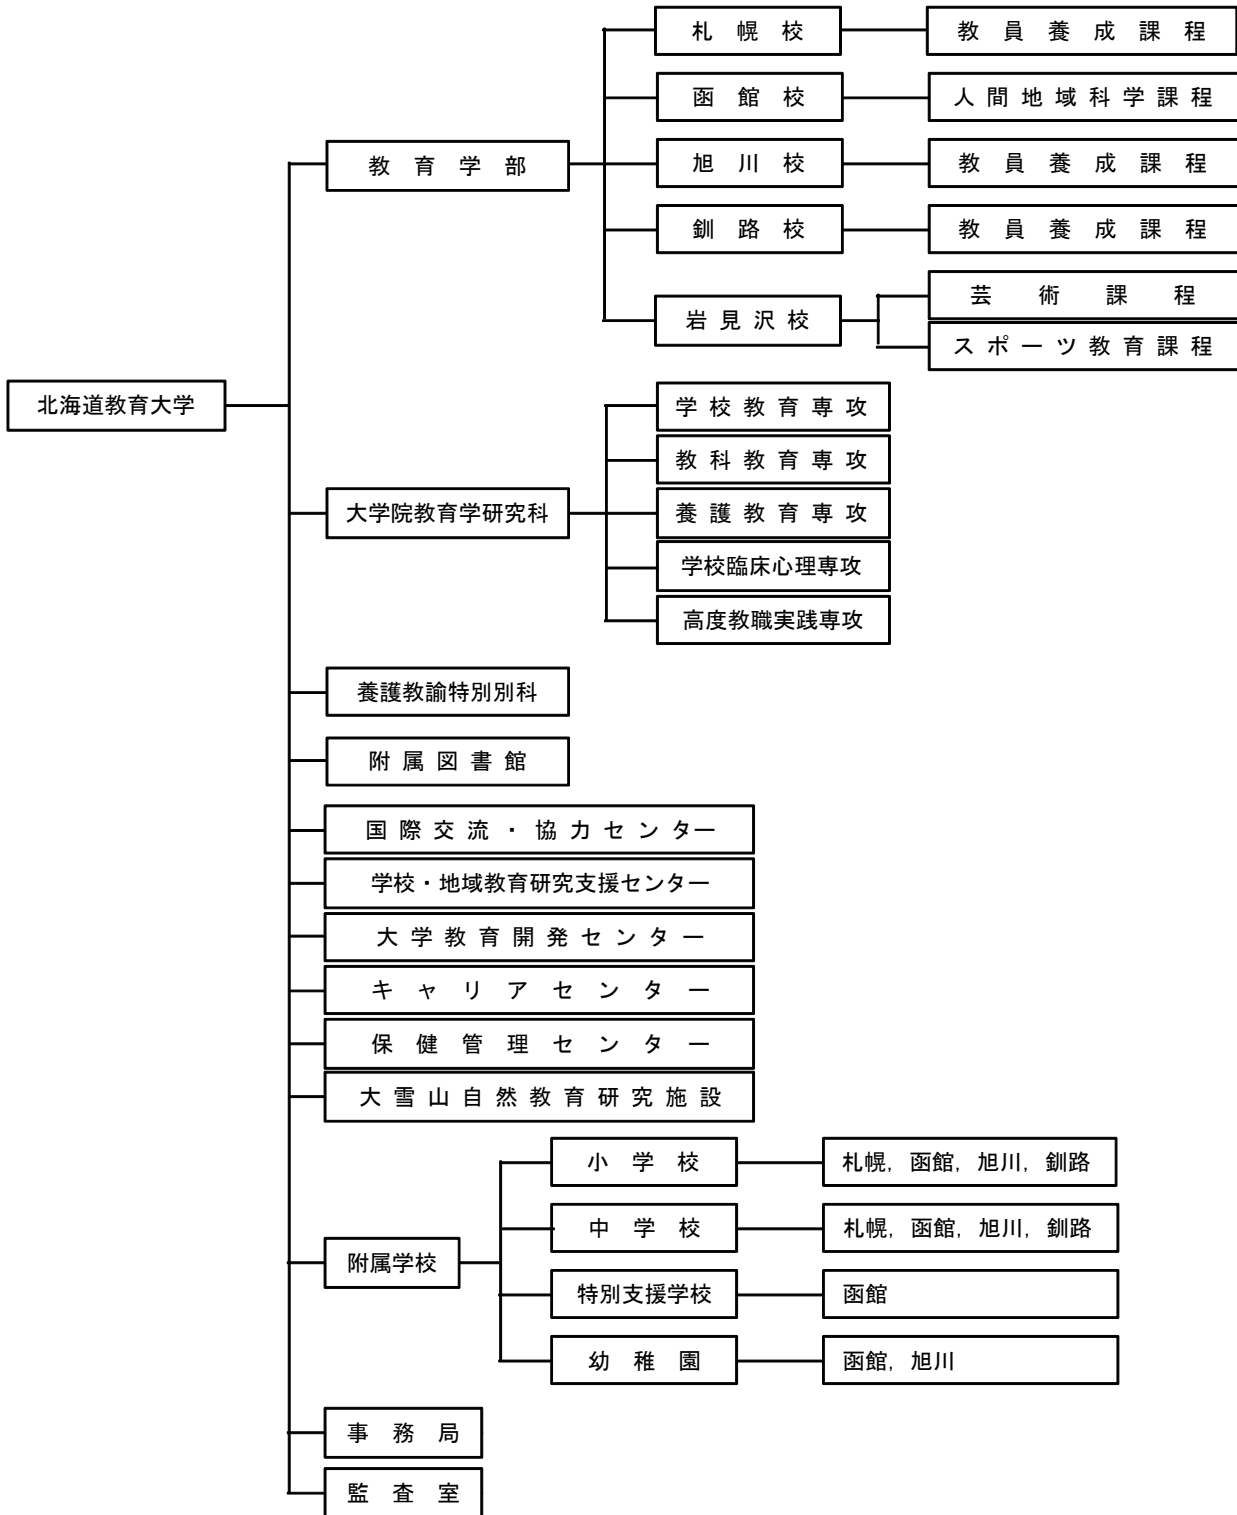 札幌校 教員養成課程
函館校 人間地域科学課程
教育学部 旭川校 教員養成課程
釧路校 教員養成課程
芸術課程
岩見沢校
スポーツ教育課程
北海道教育大学
学校教育専攻
教科教育専攻
大学院教育学研究科 養護教育専攻
学校臨床心理専攻
高度教職実践専攻
養護教諭特別別科
附属図書館
国際交流・協力センター
学校・地域教育研究支援センター
大学教育開発センター
キャリアセンター
保健管理センター
大雪山自然教育研究施設
小学校 札幌，函館，旭川，釧路
中学校 札幌，函館，旭川，釧路
附属学校
特別支援学校 函館
幼稚園 函館，旭川
事務局
監査室